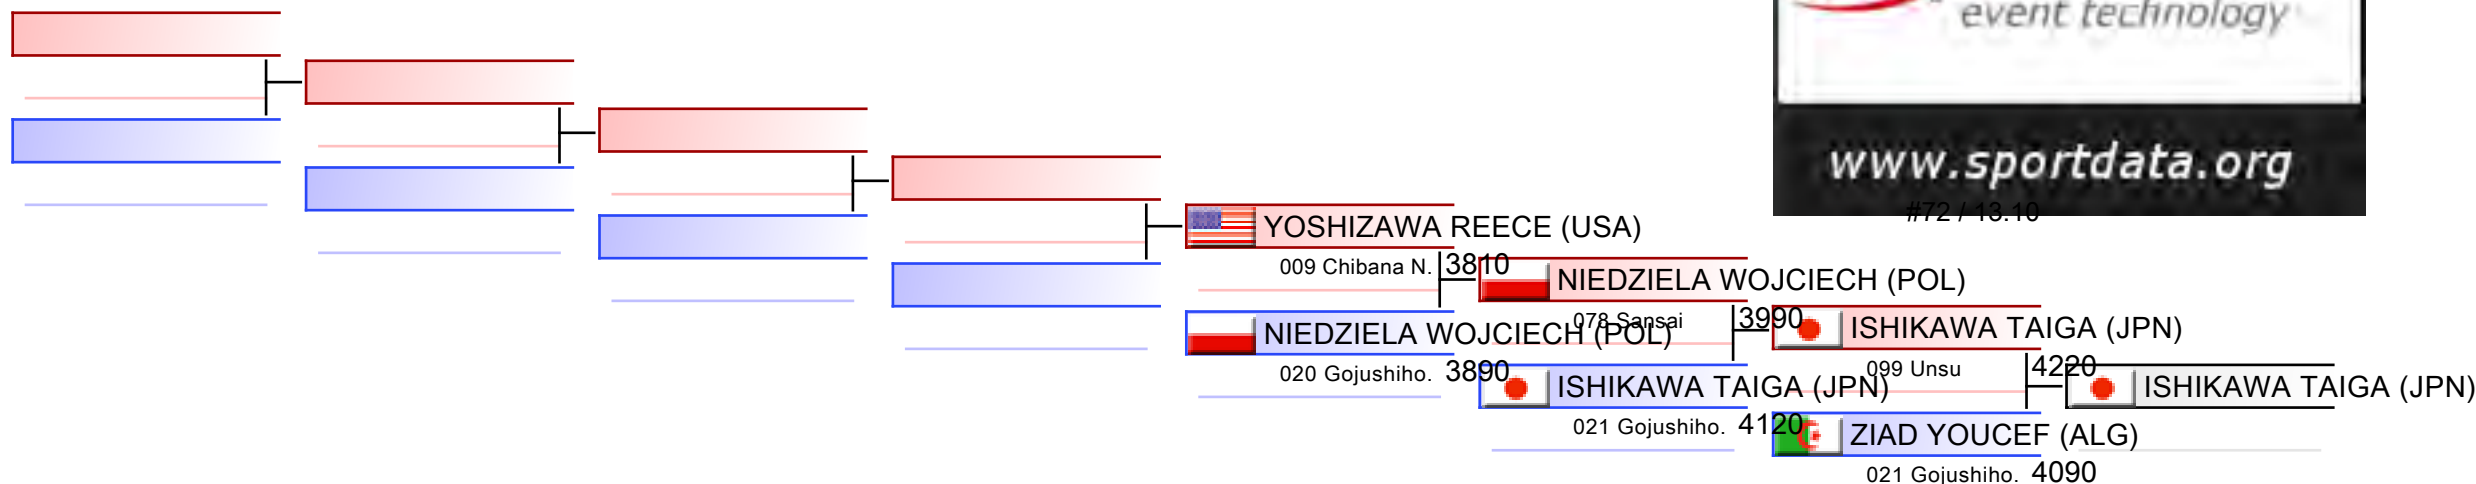 event technology
www.sportdata.org
#72 / 13.10
YOSHIZAWA REECE (USA)
009 Chibana N. 3810
NIEDZIELA WOJCIECH (POL)
078 Sansai 3990
NIEDZIELA WOJCIECH (POL)
020 Gojushiho. 3890
ISHIKAWA TAIGA (JPN)
099 Unsu 4220
ISHIKAWA TAIGA (JPN)
021 Gojushiho. 4120
ISHIKAWA TAIGA (JPN)
ZIAD YOUCEF (ALG)
021 Gojushiho. 4090